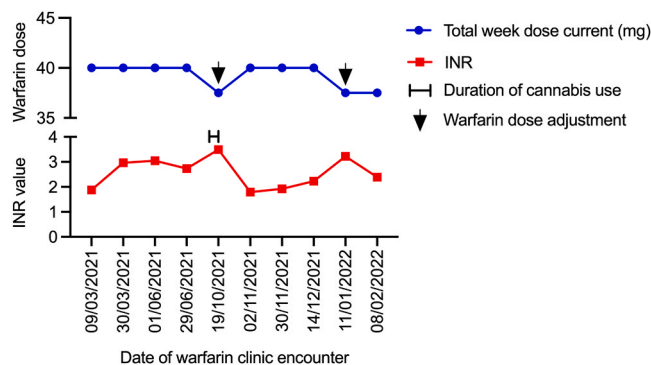 45
40
35
Warfarin dose
4
3
2
1
0
INR value
09/03/2021
30/03/2021
01/06/2021
29/06/2021
19/10/2021
02/11/2021
30/11/2021
14/12/2021
11/01/2022
08/02/2022
Date of warfarin clinic encounter
Total week dose current (mg)
INR
Duration of cannabis use
Warfarin dose adjustment